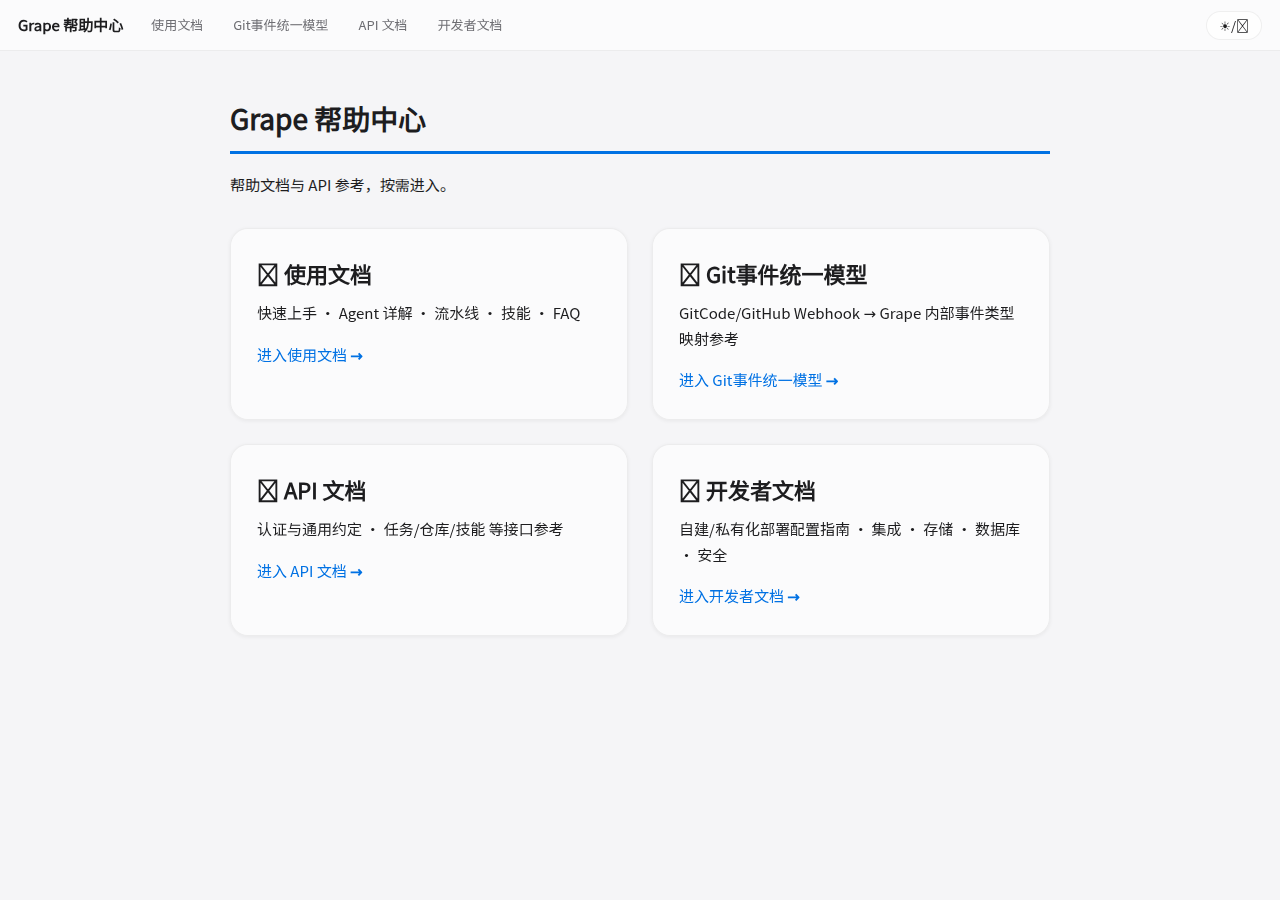 Grape 帮助中心
使用文档
Git事件统一模型
API 文档
开发者文档
☀/
Grape 帮助中心
帮助文档与 API 参考，按需进入。
使用文档
快速上手 · Agent 详解 · 流水线 · 技能 · FAQ
进入使用文档 →
Git事件统一模型
GitCode/GitHub Webhook → Grape 内部事件类型
映射参考
进入 Git事件统一模型 →
API 文档
认证与通用约定 · 任务/仓库/技能 等接口参考
进入 API 文档 →
开发者文档
自建/私有化部署配置指南 · 集成 · 存储 · 数据库
· 安全
进入开发者文档 →